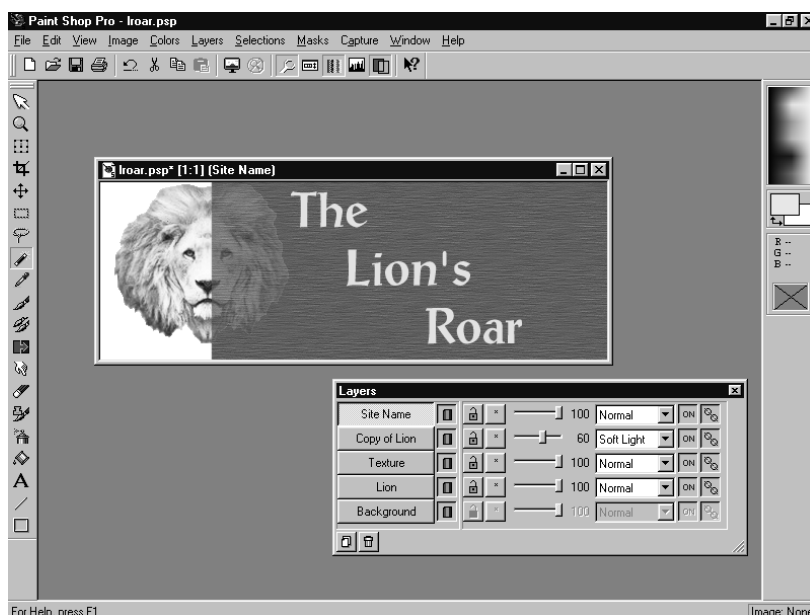 Paint Shop Pro - lroar.psp
File Edit View Image Colors Layers Selections Masks Capture Window Help
lroar.psp* [1:1] (Site Name)
The
Lion's
Roar
R --
G --
B --
Layers
Site Name 100 Normal ON
Copy of Lion 60 Soft Light ON
Texture 100 Normal ON
Lion 100 Normal ON
Background 100 Normal ON
A
For Help, press F1
Image: None